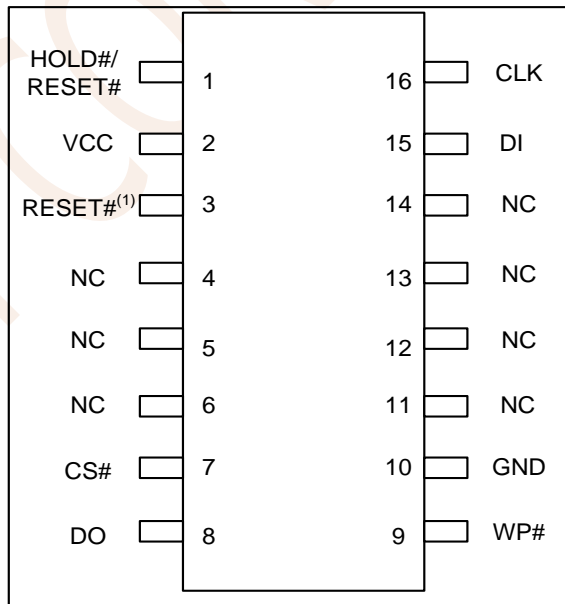 HOLD#/
RESET# 1 16 CLK
VCC 2 15 DI
RESET#(1) 3 14 NC
NC 4 13 NC
NC 5 12 NC
NC 6 11 NC
CS# 7 10 GND
DO 8 9 WP#